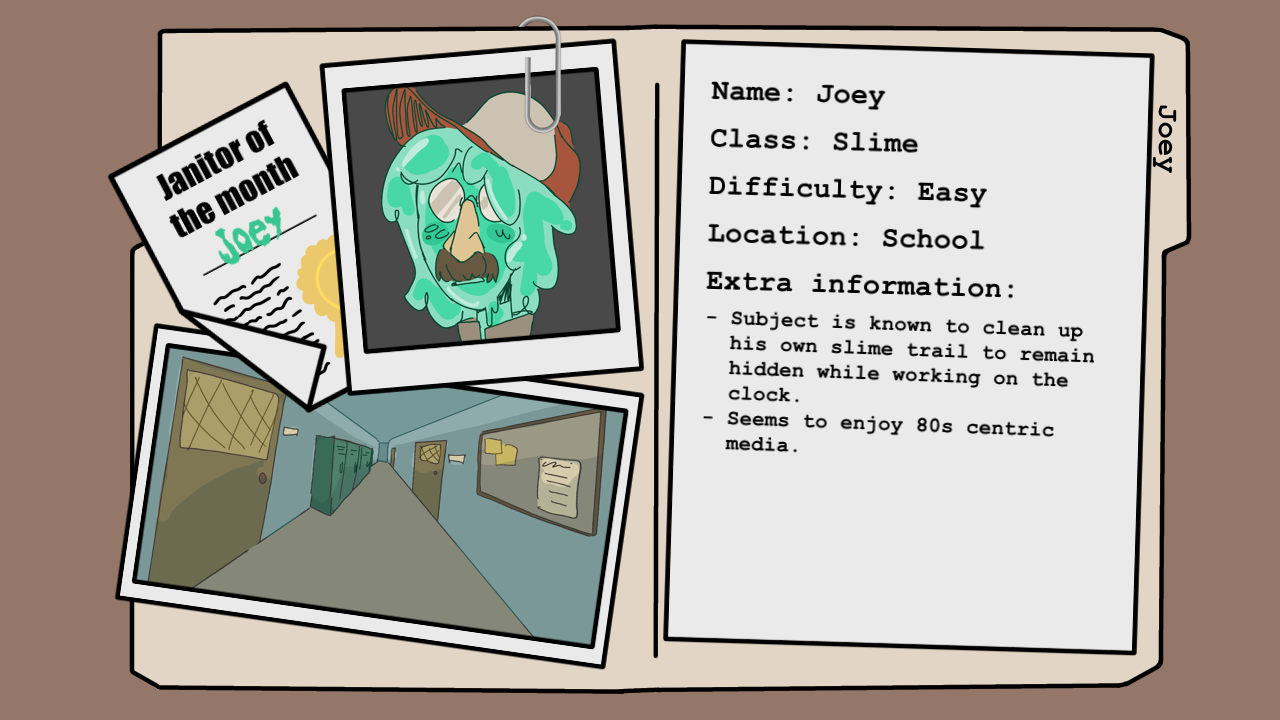 Janitor of
the month
Joey
Name: Joey
Class: Slime
Difficulty: Easy
Location: School
Extra information:
- Subject is known to clean up
his own slime trail to remain
hidden while working on the
clock.
- Seems to enjoy 80s centric
media.
Joey